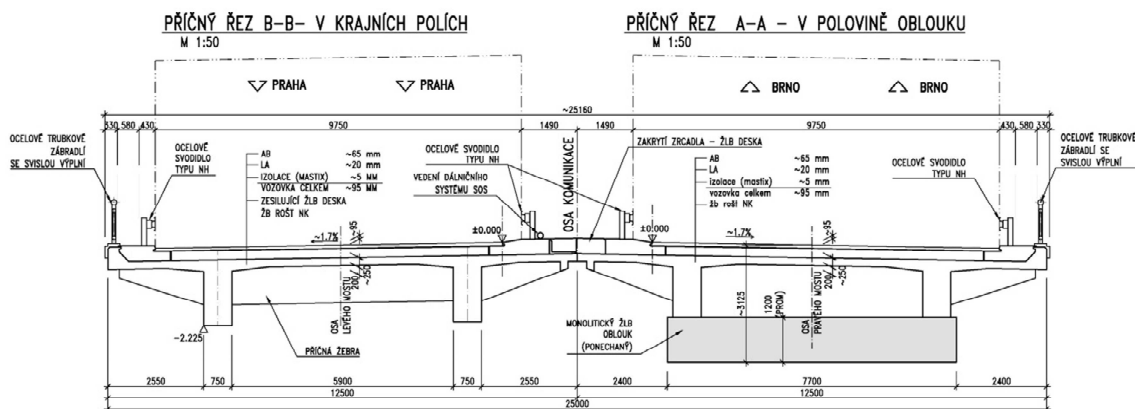 PŘÍČNÝ ŘEZ B-B- V KRAJNÍCH POLÍCH
M 1:50
PŘÍČNÝ ŘEZ A-A - V POLOVINĚ OBLOUKU
M 1:50
PRAHA
PRAHA
BRNO
BRNO
~25160
330
580
430
9750
1490
1490
9750
430
580
330
OCELOVÉ TRUBKOVÉ
ZÁBRADLÍ
SE SVISLOU VÝPLNÍ
OCELOVÉ
SVODIDLO
TYPU NH
AB ~65 mm
LA ~20 mm
IZOLACE (MASTIX) ~5 MM
VOZOVKA CELKEM ~95 MM
ZESILUJÍCÍ ŽLB DESKA
ŽB ROŠT NK
OCELOVÉ SVODIDLO
TYPU NH
VEDENÍ DÁLNIČNÍHO
SYSTÉMU SOS
OSA KOMUNIKACE
ZAKRYTÍ ZRCADLA - ŽLB DESKA
AB ~65 mm
LA ~20 mm
izolace (mastix) ~5 mm
vozovka celkem ~95 mm
žb rošt NK
OCELOVÉ SVODIDLO
TYPU NH
OCELOVÉ TRUBKOVÉ
ZÁBRADLÍ SE
SVISLOU VÝPLNÍ
~1.7%
~95
±0.000
±0.000
~1.7%
~95
200
~250
200
~250
-2.225
OSA
LEVÉHO MOSTU
PŘÍČNÁ ŽEBRA
MONOLITICKÝ ŽLB
OBLOUK
(PONECHANÝ)
~3125
1200
(PROM)
OSA
PRAVÉHO MOSTU
2550
750
5900
750
2550
2400
7700
2400
12500
12500
25000